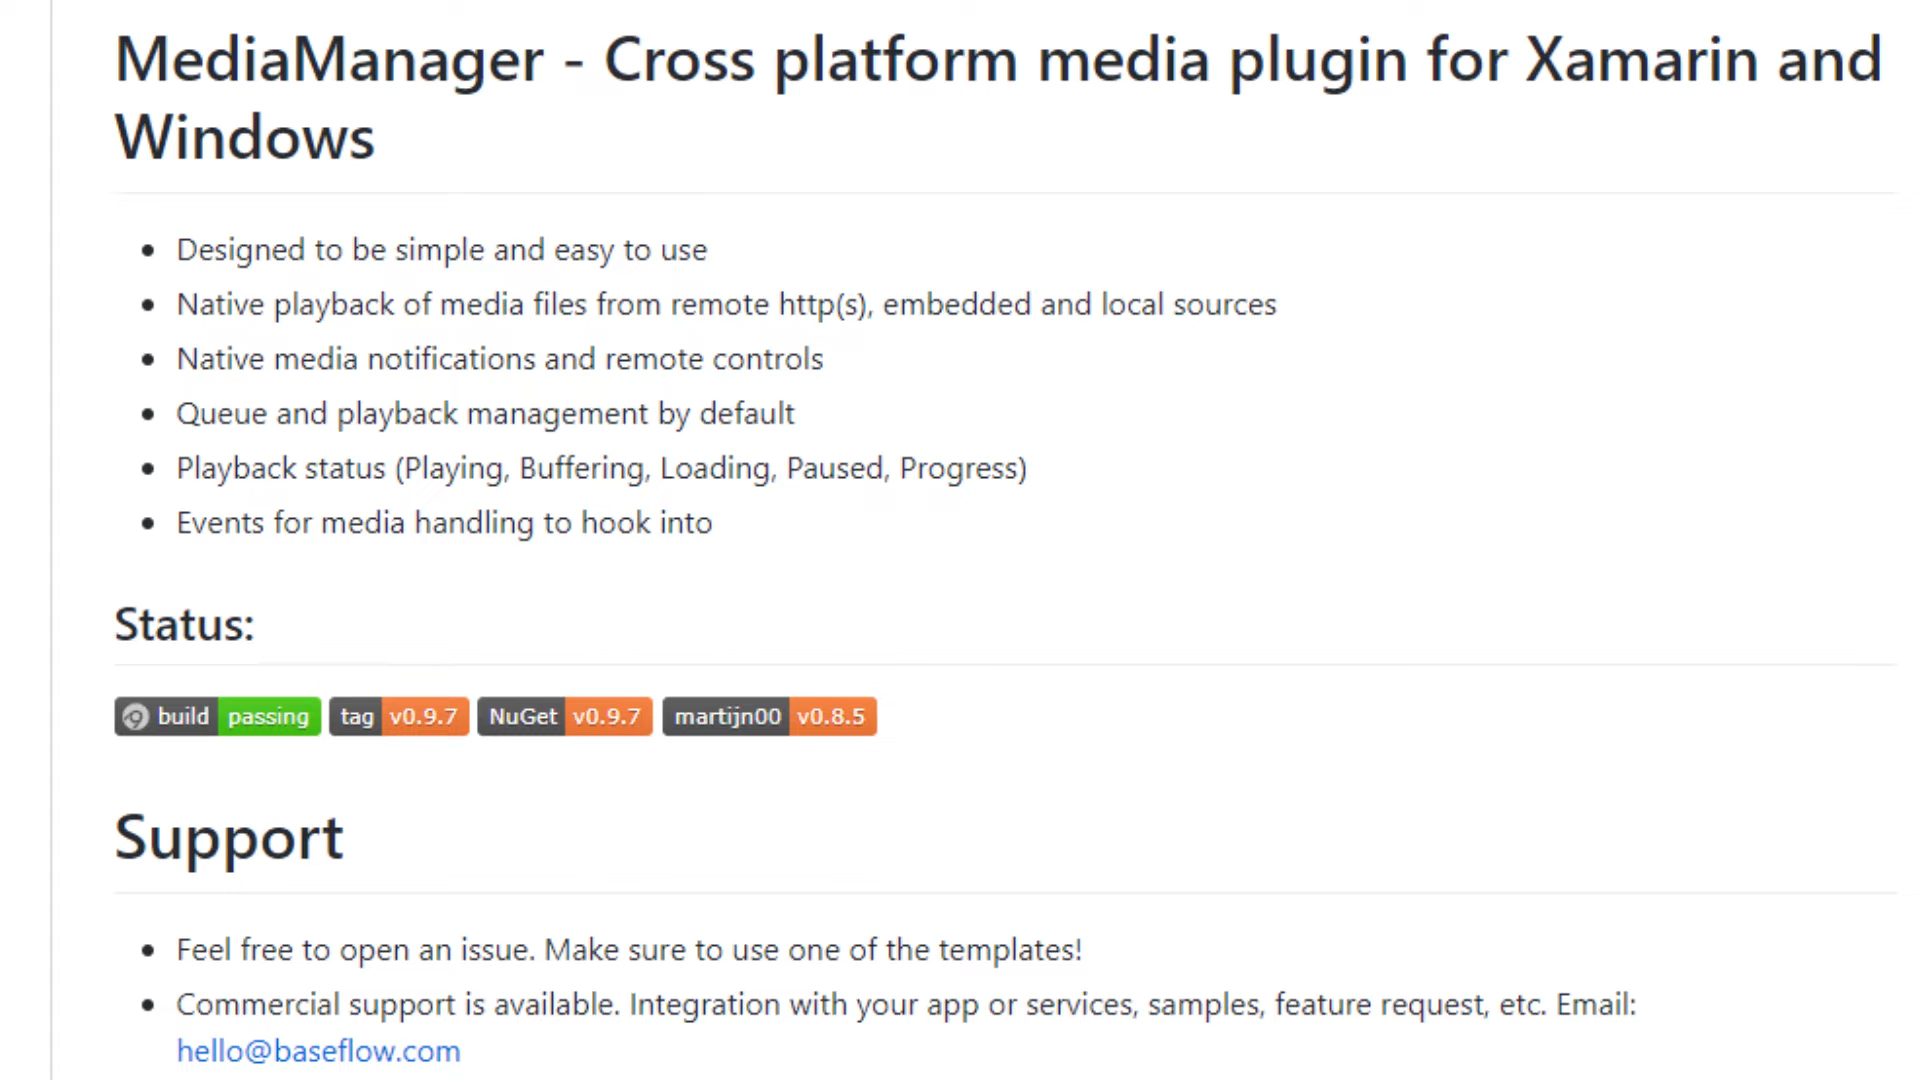 MediaManager - Cross platform media plugin for Xamarin and
Windows
Designed to be simple and easy to use
Native playback of media files from remote http(s), embedded and local sources
Native media notifications and remote controls
Queue and playback management by default
Playback status (Playing, Buffering, Loading, Paused, Progress)
Events for media handling to hook into
Status:
build passing tag v0.9.7 NuGet v0.9.7 martijn00 v0.8.5
Support
Feel free to open an issue. Make sure to use one of the templates!
Commercial support is available. Integration with your app or services, samples, feature request, etc. Email:
hello@baseflow.com